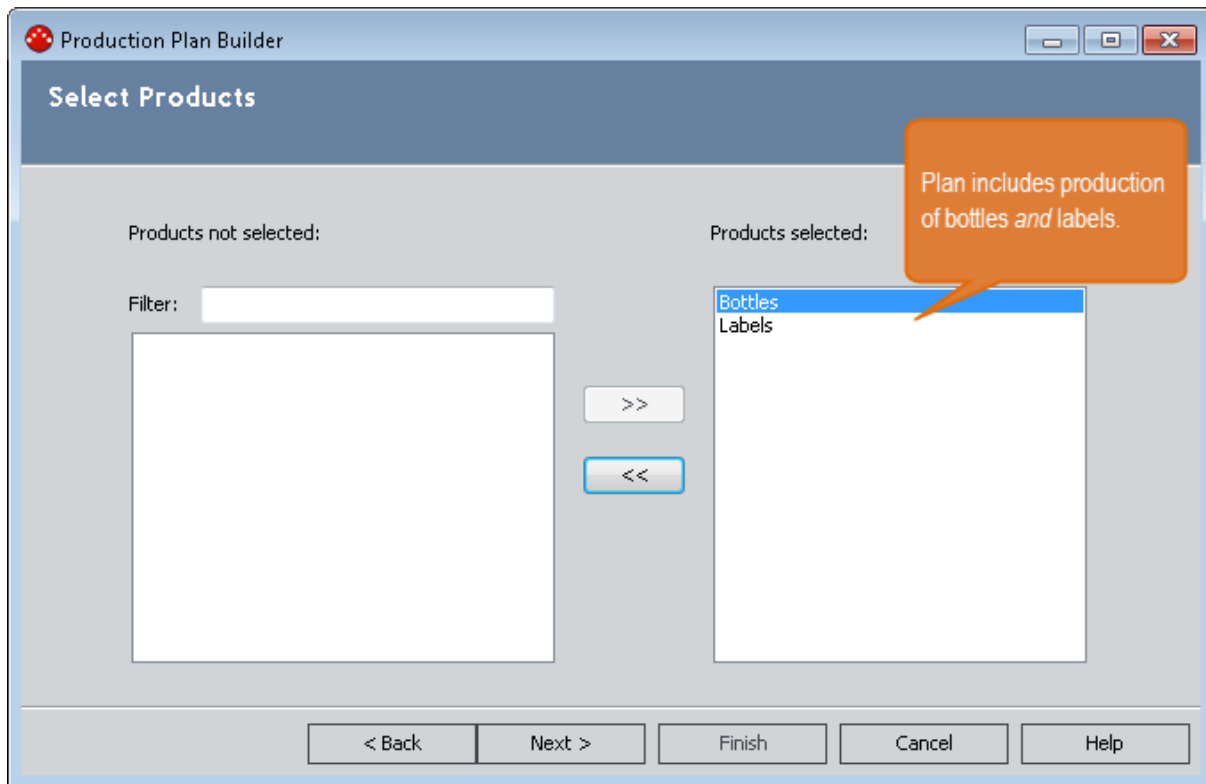 Production Plan Builder
Select Products
Plan includes production
of bottles and labels.
Products not selected:
Products selected:
Filter:
Bottles
Labels
>>
<<
< Back
Next >
Finish
Cancel
Help